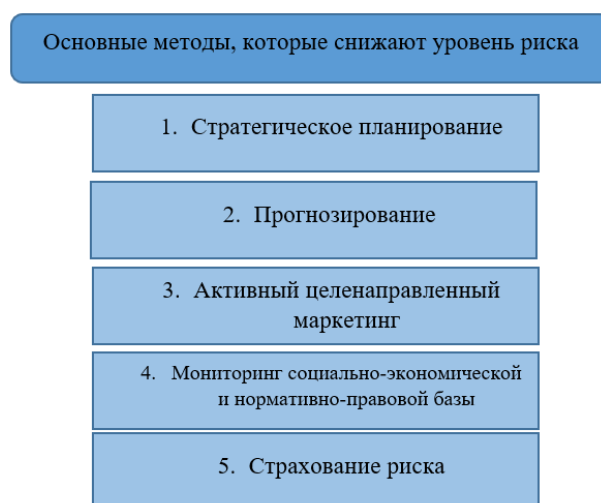 Основные методы, которые снижают уровень риска
1. Стратегическое планирование
2. Прогнозирование
3. Активный целенаправленный
маркетинг
4. Мониторинг социально-экономической
и нормативно-правовой базы
5. Страхование риска